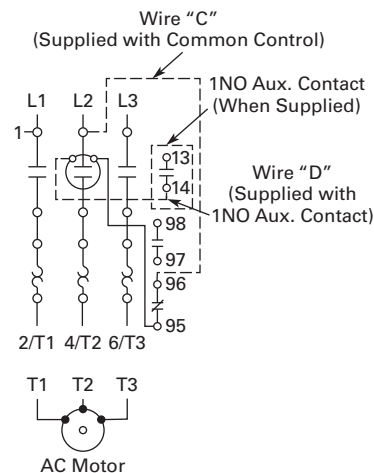 Wire “C”
(Supplied with Common Control)
1NO Aux. Contact
(When Supplied)
L1 L2 L3
1
13
14
Wire “D”
(Supplied with
1NO Aux. Contact)
98
97
96
95
2/T1 4/T2 6/T3
T1 T2 T3
AC Motor